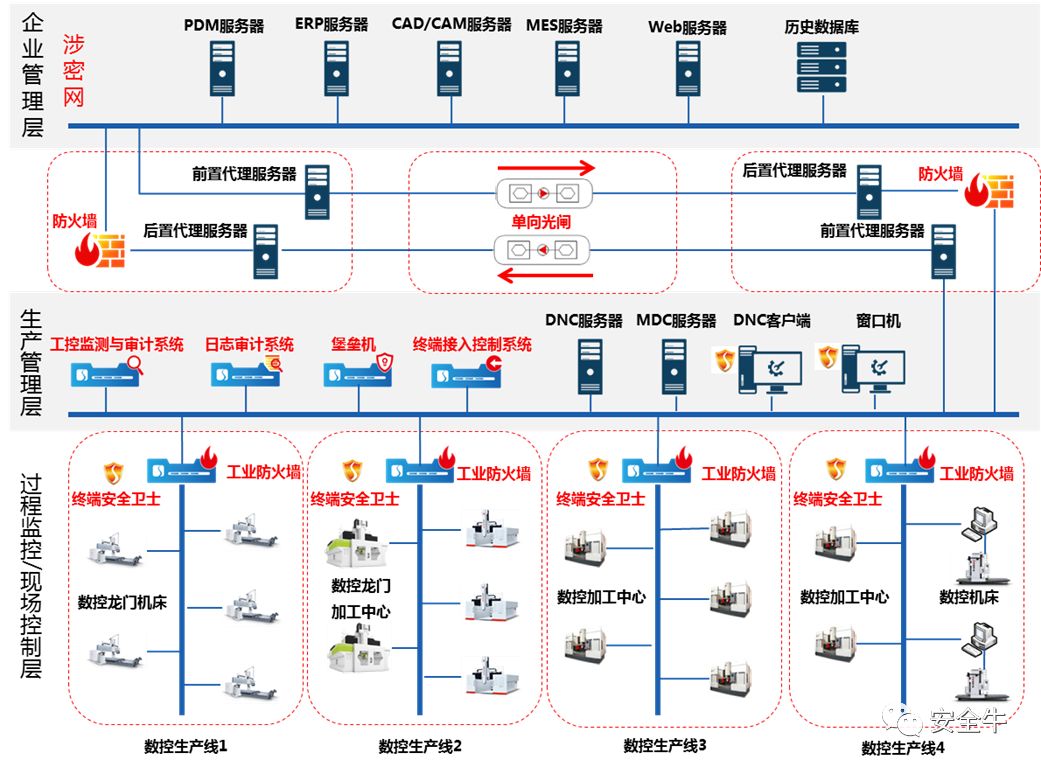 企业管理层
涉密网
PDM服务器
ERP服务器
CAD/CAM服务器
MES服务器
Web服务器
历史数据库
前置代理服务器
后置代理服务器
防火墙
防火墙
后置代理服务器
单向光闸
前置代理服务器
生产管理层
工控监测与审计系统
日志审计系统
堡垒机
终端接入控制系统
DNC服务器
MDC服务器
DNC客户端
窗口机
过程监控/现场控制层
工业防火墙
终端安全卫士
数控龙门机床
数控生产线1
工业防火墙
终端安全卫士
数控龙门
加工中心
数控生产线2
工业防火墙
终端安全卫士
数控加工中心
数控生产线3
工业防火墙
终端安全卫士
数控加工中心
数控机床
数控生产线4
安全牛